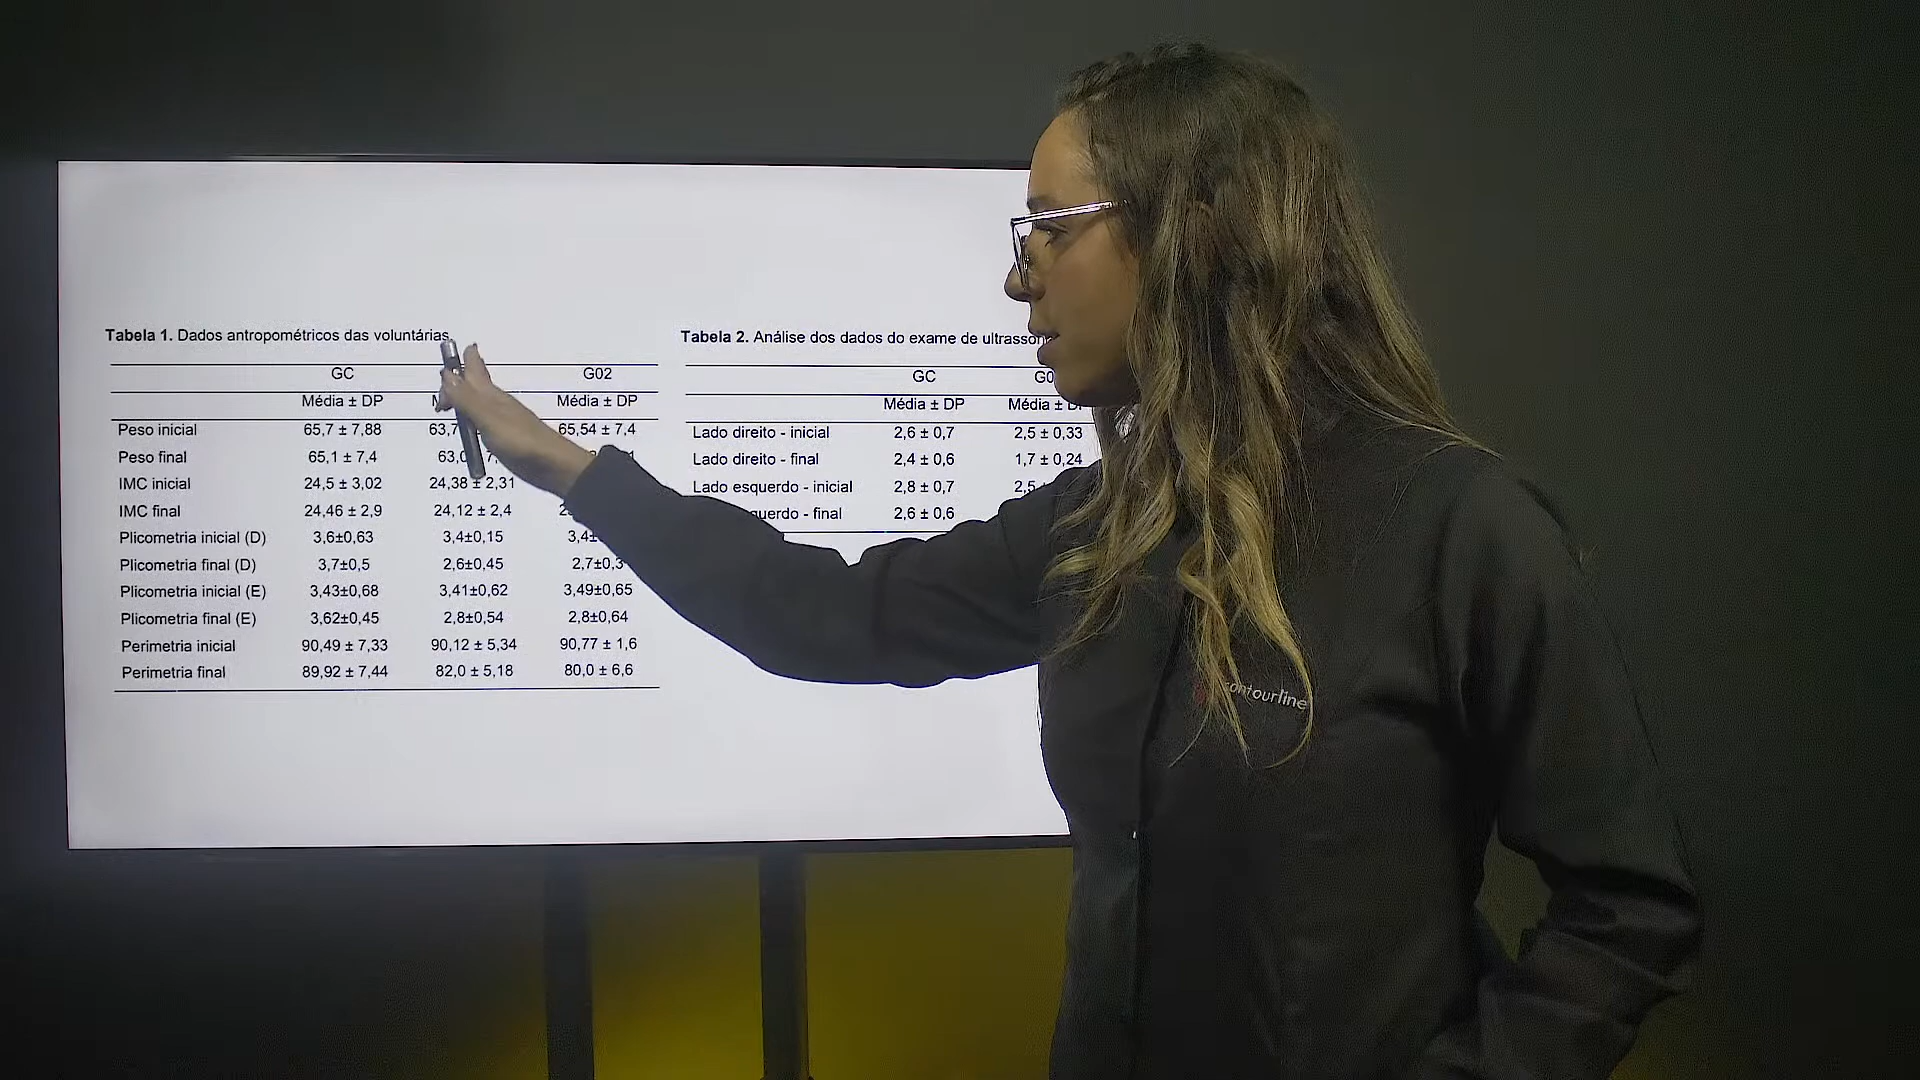 Tabela 1. Dados antropométricos das voluntárias.
GC G02
Média ± DP Média ± DP
Peso inicial 65,7 ± 7,88 63,7 65,54 ± 7,4
Peso final 65,1 ± 7,4 63,0
IMC inicial 24,5 ± 3,02 24,38 ± 2,31
IMC final 24,46 ± 2,9 24,12 ± 2,4
Plicometria inicial (D) 3,6±0,63 3,4±0,15 3,4±
Plicometria final (D) 3,7±0,5 2,6±0,45 2,7±0,3
Plicometria inicial (E) 3,43±0,68 3,41±0,62 3,49±0,65
Plicometria final (E) 3,62±0,45 2,8±0,54 2,8±0,64
Perimetria inicial 90,49 ± 7,33 90,12 ± 5,34 90,77 ± 1,6
Perimetria final 89,92 ± 7,44 82,0 ± 5,18 80,0 ± 6,6
Tabela 2. Análise dos dados do exame de ultrasson
GC G0
Média ± DP Média ± DP
Lado direito - inicial 2,6 ± 0,7 2,5 ± 0,33
Lado direito - final 2,4 ± 0,6 1,7 ± 0,24
Lado esquerdo - inicial 2,8 ± 0,7 2,5
querdo - final 2,6 ± 0,6
contourline